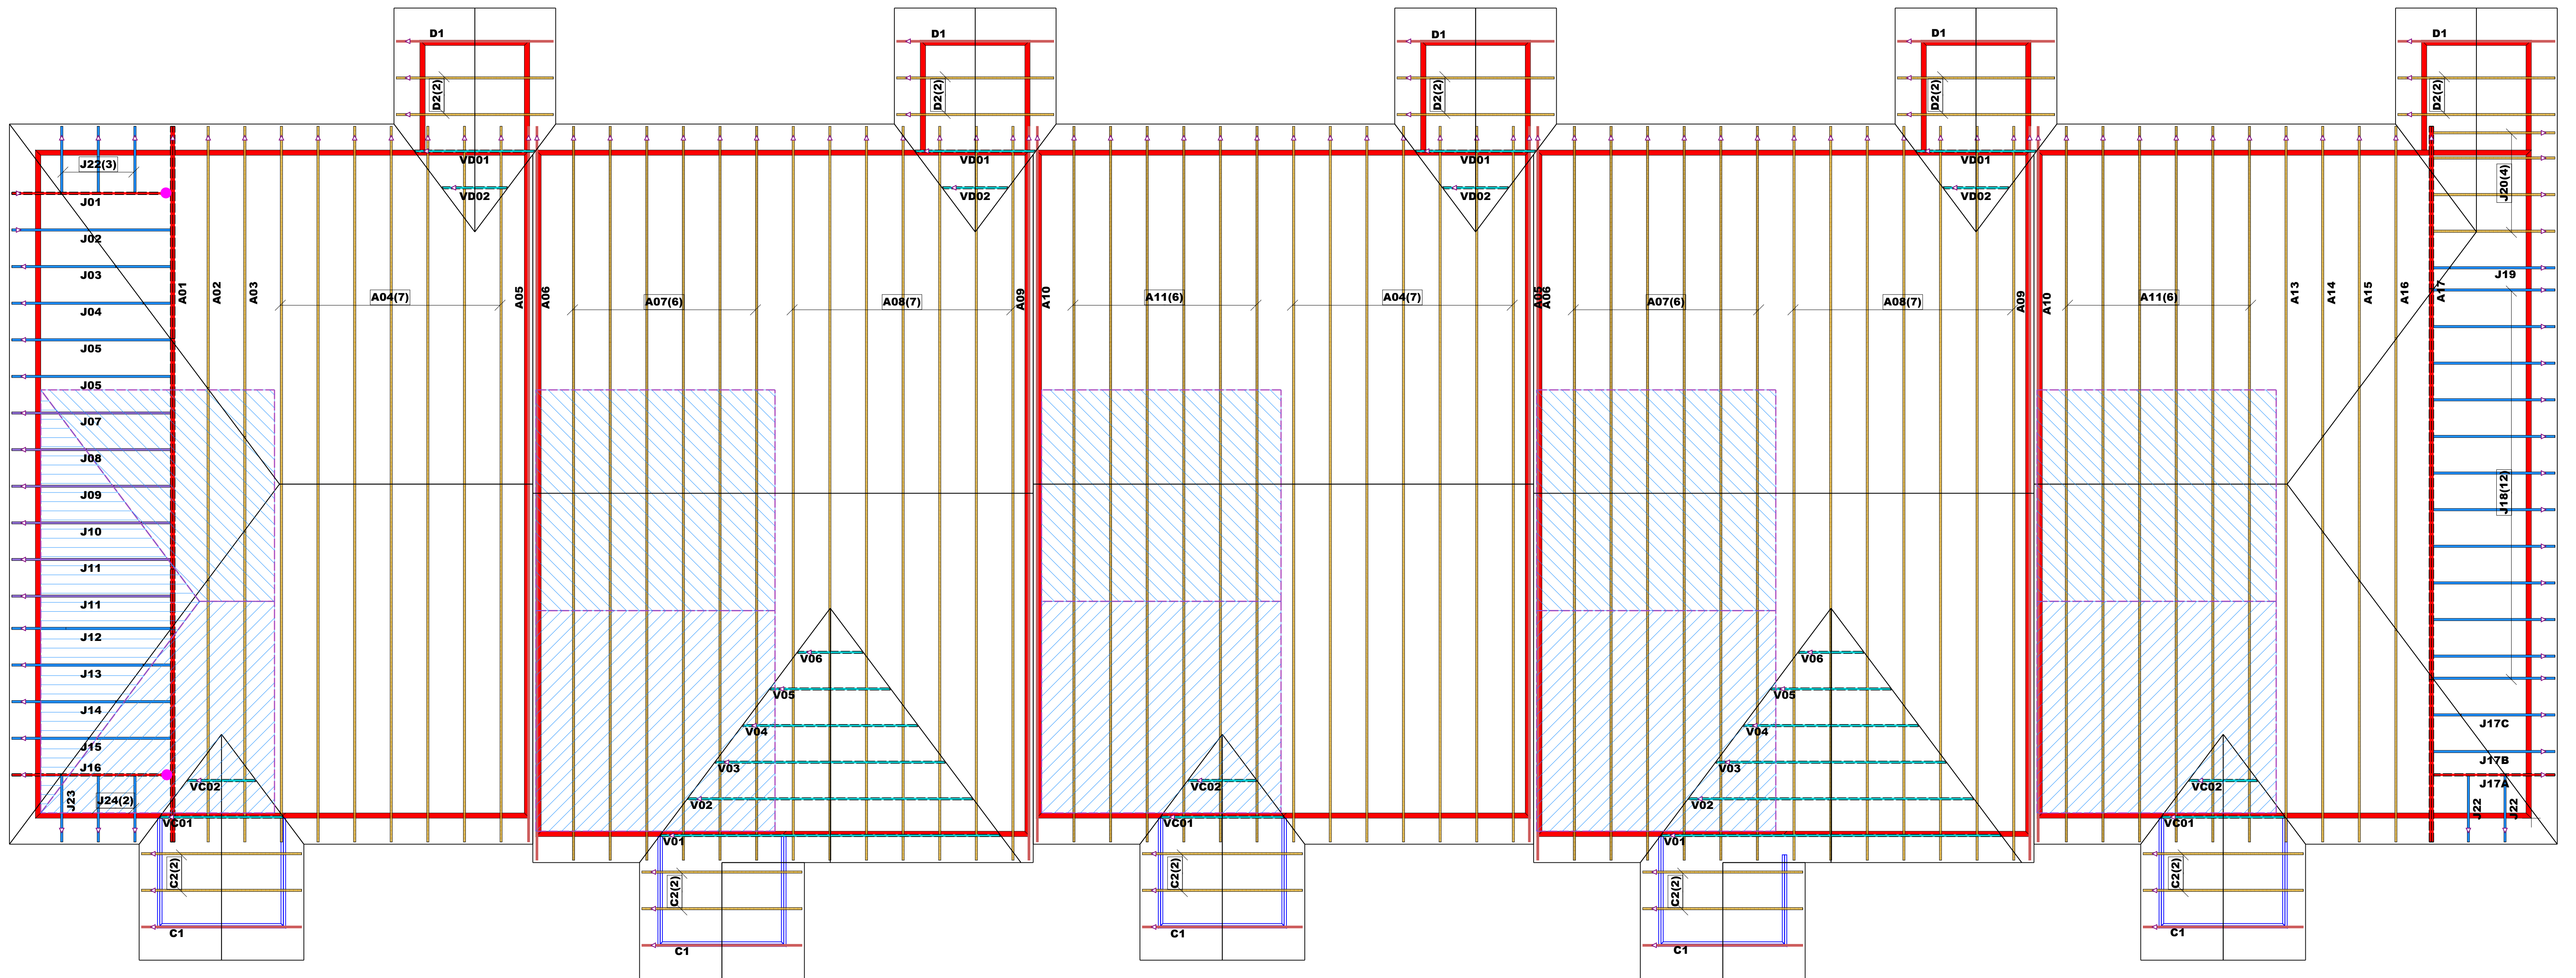 D1
D1
D1
D1
D1
D2(2)
D2(2)
D2(2)
D2(2)
D2(2)
VD01
VD01
VD01
VD01
VD02
VD02
VD02
VD02
J22(3)
J01
J02
J03
J04
J05
J05
J07
J08
J09
J10
J11
J11
J12
J13
J14
J15
J16
J23
J24(2)
A01
A02
A03
A04(7)
A05
A06
A07(6)
A08(7)
A09
A10
A11(6)
A04(7)
A05
A06
A07(6)
A08(7)
A09
A10
A11(6)
A13
A14
A15
A16
A17
J20(4)
J19
J18(12)
J17C
J17B
J17A
J22
J22
V06
V05
V04
V03
V02
V01
V06
V05
V04
V03
V02
V01
VC02
VC01
VC02
VC01
VC02
VC01
C2(2)
C2(2)
C2(2)
C2(2)
C2(2)
C1
C1
C1
C1
C1